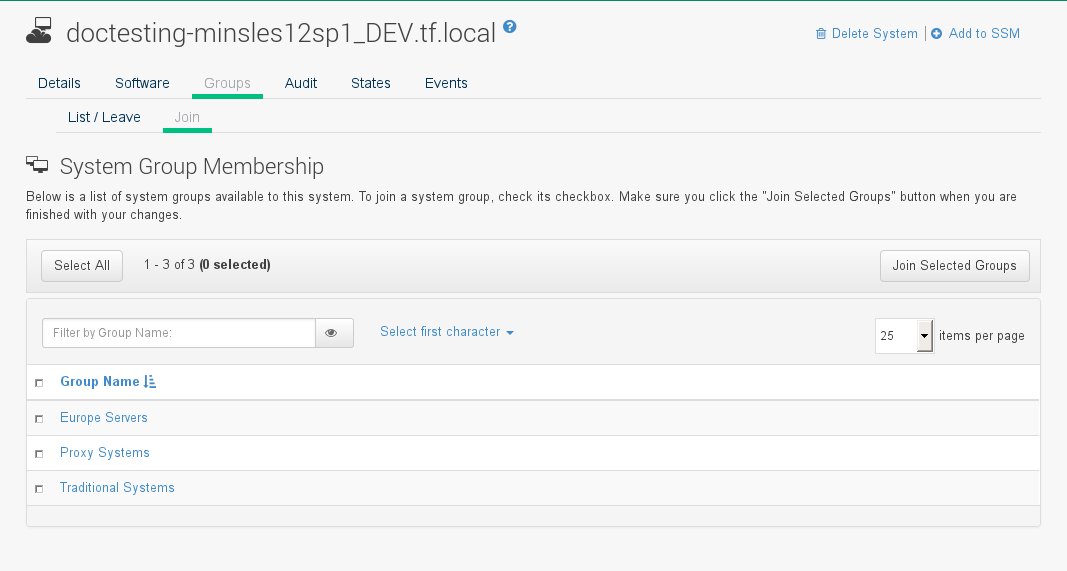 doctesting-minsles12sp1_DEV.tf.local ?
Delete System | Add to SSM
Details Software Groups Audit States Events
List / Leave Join
System Group Membership
Below is a list of system groups available to this system. To join a system group, check its checkbox. Make sure you click the "Join Selected Groups" button when you are
finished with your changes.
Select All 1 - 3 of 3 (0 selected) Join Selected Groups
Filter by Group Name: Select first character 25 items per page
Group Name
Europe Servers
Proxy Systems
Traditional Systems